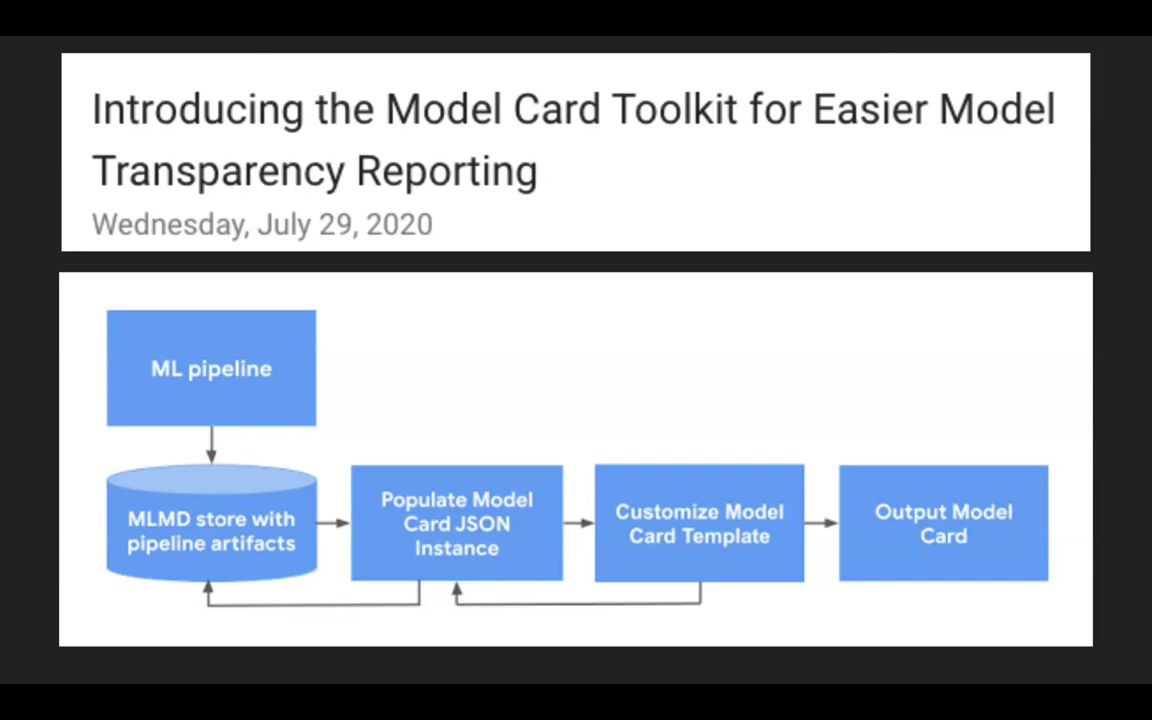 Introducing the Model Card Toolkit for Easier Model
Transparency Reporting
Wednesday, July 29, 2020
ML pipeline
MLMD store with
pipeline artifacts
Populate Model
Card JSON
Instance
Customize Model
Card Template
Output Model
Card